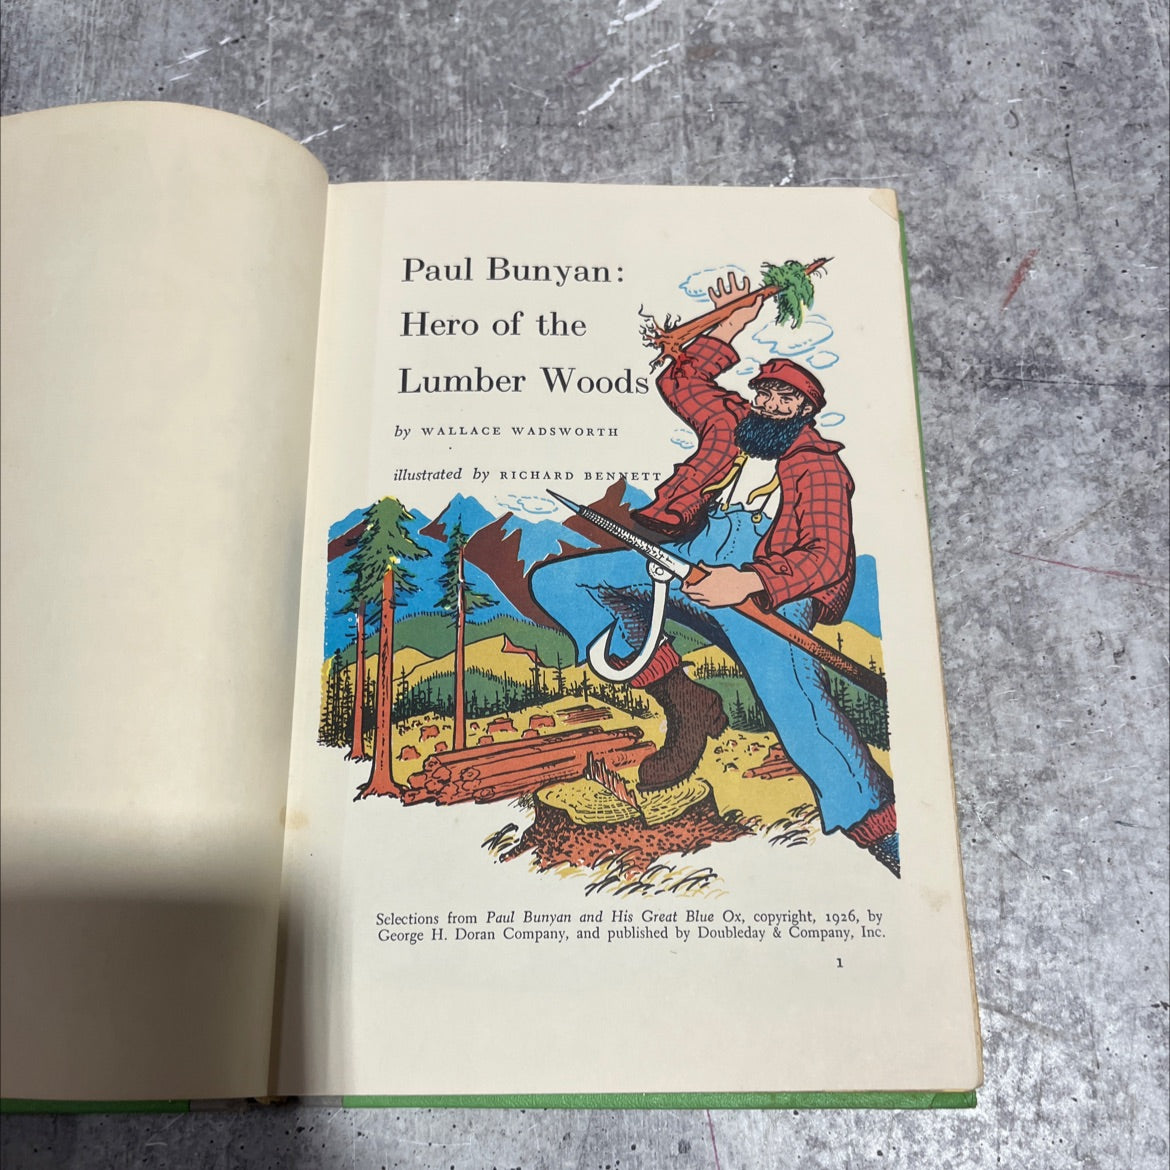 Paul Bunyan:
Hero of the
Lumber Woods
by WALLACE WADSWORTH
illustrated by RICHARD BENNETT
Selections from Paul Bunyan and His Great Blue Ox, copyright, 1926, by
George H. Doran Company, and published by Doubleday & Company, Inc.
1